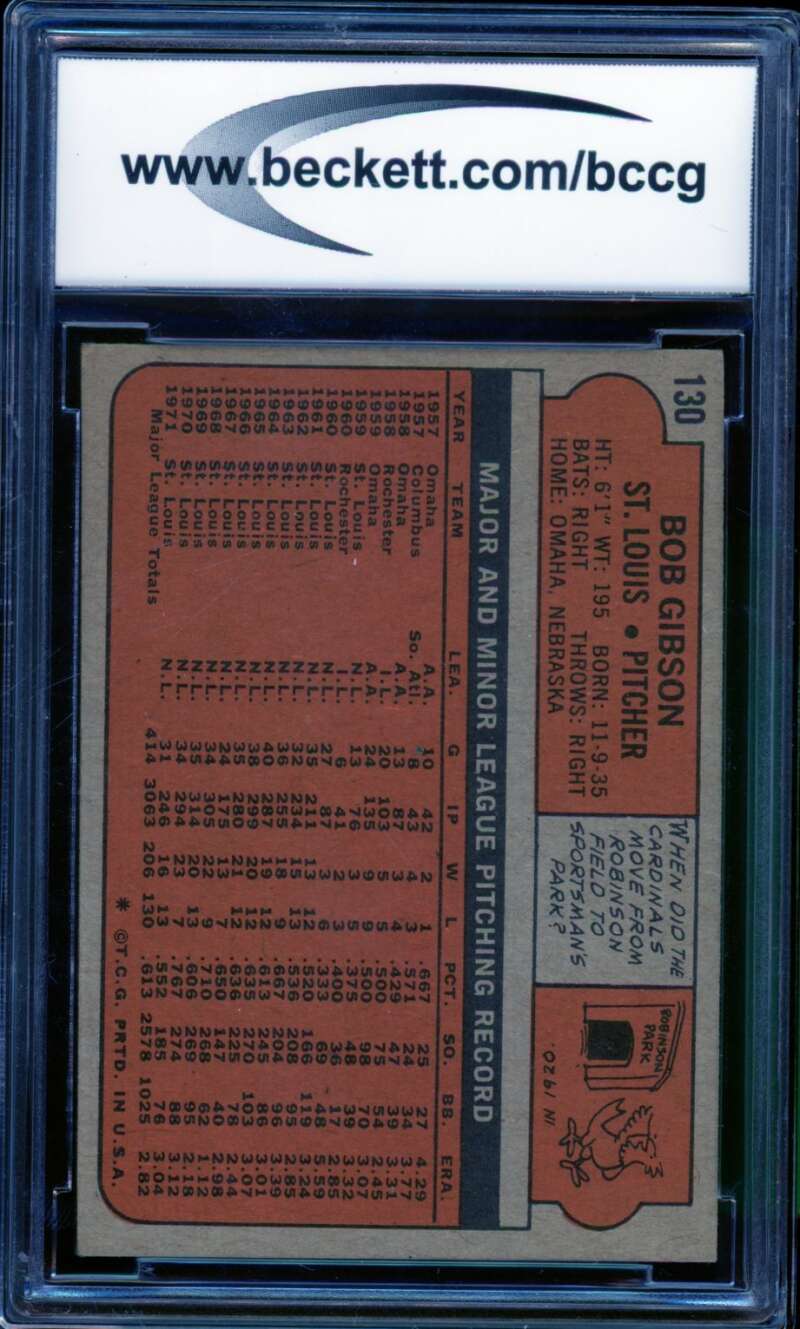 www.beckett.com/bccg
130
BOB GIBSON
ST. LOUIS • PITCHER
HT: 6'1" WT: 195 BORN: 11-9-35
BATS: RIGHT THROWS: RIGHT
HOME: OMAHA, NEBRASKA
WHEN DID THE
CARDINALS
MOVE FROM
ROBINSON
FIELD TO
SPORTSMAN'S
PARK?
ROBINSON
PARK
IN 1920.
MAJOR AND MINOR LEAGUE PITCHING RECORD
YEAR TEAM LEA. G IP W L PCT. SO. BB. ERA.
1957 Omaha A.A. 10 42 2 1 .667 25 27 4.29
1957 Columbus So. Atl. 8 43 4 3 .571 24 34 3.77
1958 Omaha A.A. 13 87 3 4 .429 47 39 3.31
1958 Rochester I.L. 20 103 5 5 .500 75 54 2.45
1959 Omaha A.A. 24 135 9 9 .500 98 70 3.07
1959 St. Louis N.L. 13 76 3 5 .375 48 39 3.32
1960 Rochester I.L. 6 41 2 3 .400 36 17 2.85
1960 St. Louis N.L. 27 87 3 6 .333 69 48 5.59
1961 St. Louis N.L. 35 211 13 12 .520 166 119 3.24
1962 St. Louis N.L. 32 234 15 13 .536 208 95 2.85
1963 St. Louis N.L. 36 255 18 9 .667 204 96 3.39
1964 St. Louis N.L. 40 287 19 12 .613 245 86 3.01
1965 St. Louis N.L. 38 299 20 12 .635 270 103 3.07
1966 St. Louis N.L. 35 280 21 12 .636 225 78 2.44
1967 St. Louis N.L. 24 175 13 7 .650 147 40 2.98
1968 St. Louis N.L. 34 305 22 9 .710 268 62 1.12
1969 St. Louis N.L. 35 314 20 13 .606 269 95 2.18
1970 St. Louis N.L. 34 294 23 7 .767 274 88 3.12
1971 St. Louis N.L. 31 246 16 13 .552 185 76 3.04
Major League Totals 414 3063 206 130 .613 2578 1025 2.82
* ©T.C.G. PRTD. IN U.S.A.